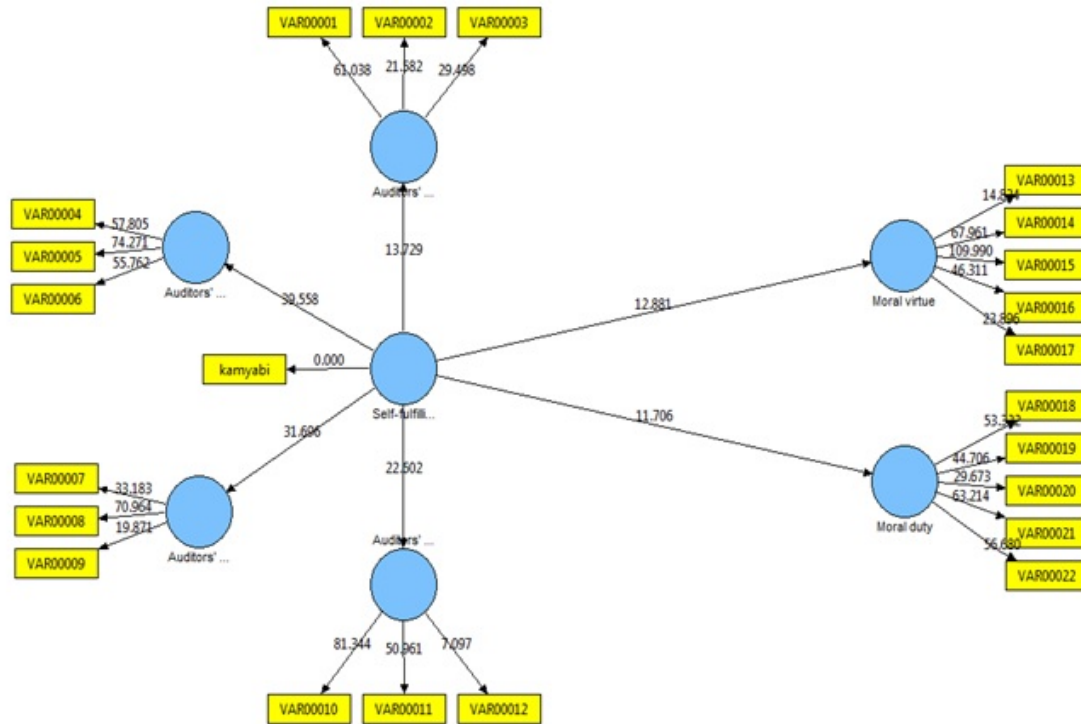 VAR00001
VAR00002
VAR00003
61.038
21.582
29.498
Auditors' ...
13.729
VAR00004
VAR00005
VAR00006
57.805
74.271
55.762
Auditors' ...
39.558
kamyabi
0.000
Self-fulfilli...
31.696
VAR00007
VAR00008
VAR00009
33.183
70.964
19.871
Auditors' ...
22.602
Auditors' ...
81.344
50.961
7.097
VAR00010
VAR00011
VAR00012
12.881
Moral virtue
67.961
109.990
46.311
23.896
VAR00013
VAR00014
VAR00015
VAR00016
VAR00017
11.706
Moral duty
44.706
29.673
63.214
56.680
VAR00018
VAR00019
VAR00020
VAR00021
VAR00022